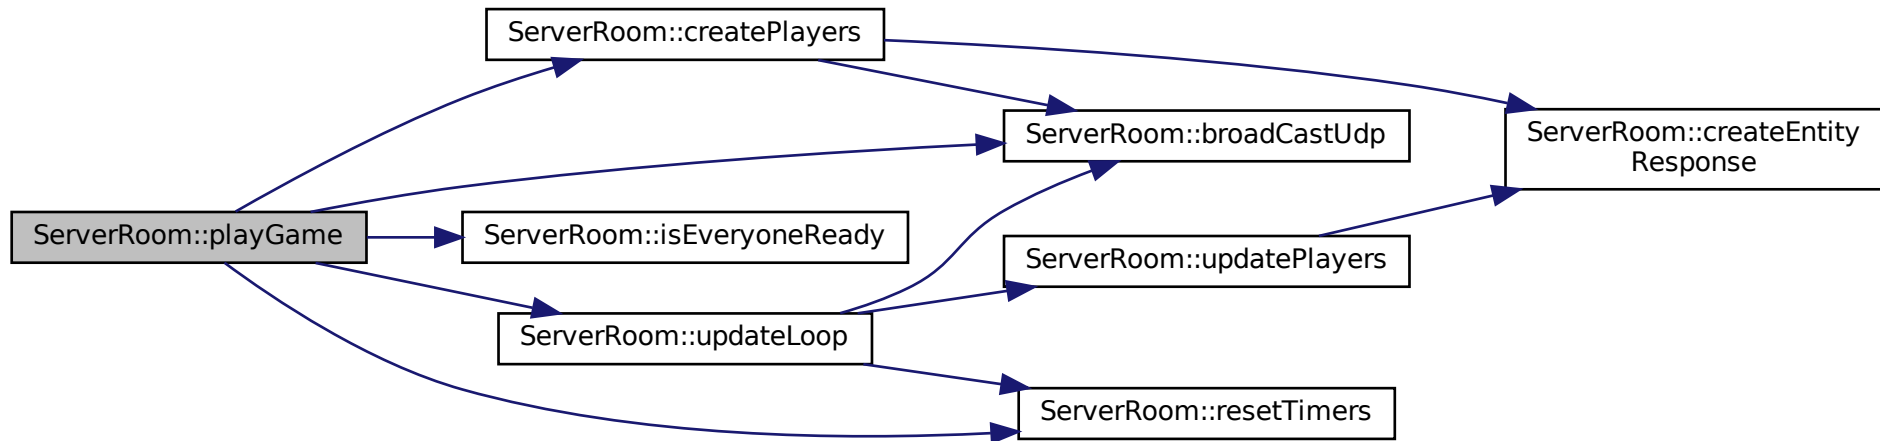 ServerRoom::createPlayers
ServerRoom::broadCastUdp
ServerRoom::createEntity
Response
ServerRoom::playGame
ServerRoom::isEveryoneReady
ServerRoom::updatePlayers
ServerRoom::updateLoop
ServerRoom::resetTimers